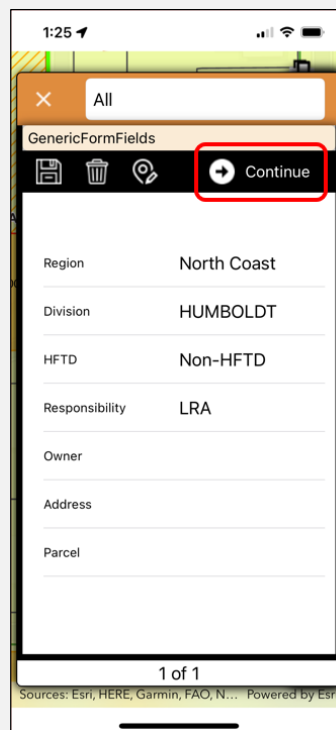 1:25
All
GenericFormFields
Continue
Region North Coast
Division HUMBOLDT
HFTD Non-HFTD
Responsibility LRA
Owner
Address
Parcel
1 of 1
Sources: Esri, HERE, Garmin, FAO, N... Powered by Esr